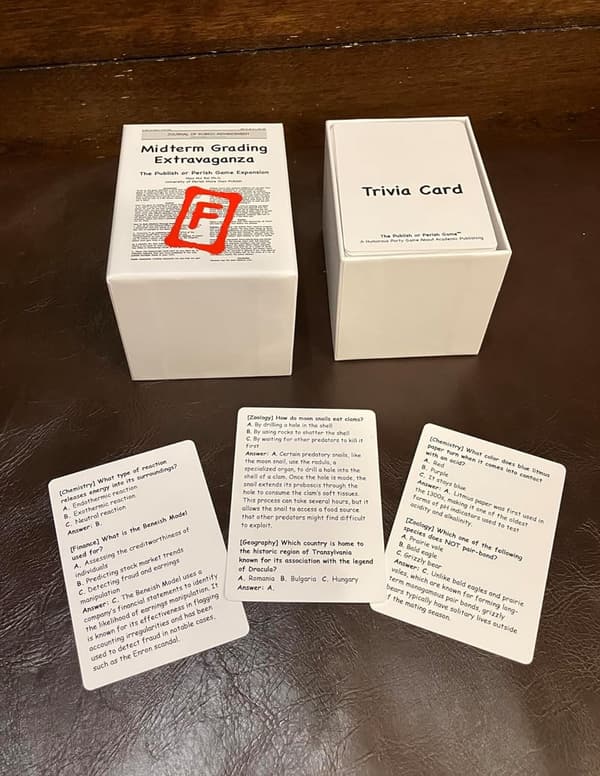 JOURNAL OF ROBOT ADVANCEMENT
Midterm Grading
Extravaganza
The Publish or Perish Game Expansion
University of Perish More Than Publish
F
Trivia Card
The Publish or Perish Game™
A Humorous Party Game About Academic Publishing
[Chemistry] What type of reaction
releases energy into its surroundings?
A. Endothermic reaction
B. Exothermic reaction
C. Neutral reaction
Answer: B.
[Finance] What is the Beneish Model
used for?
A. Assessing the creditworthiness of
individuals
B. Predicting stock market trends
C. Detecting fraud and earnings
manipulation
Answer: C. The Beneish Model uses a
company's financial statements to identify
the likelihood of earnings manipulation. It
is known for its effectiveness in flagging
accounting irregularities and has been
used to detect fraud in notable cases,
such as the Enron scandal.
[Zoology] How do moon snails eat clams?
A. By drilling a hole in the shell
B. By using rocks to shatter the shell
C. By waiting for other predators to kill it
first
Answer: A. Certain predatory snails, like
the moon snail, use the radula, a
specialized organ, to drill a hole into the
shell of a clam. Once the hole is made, the
snail extends its proboscis through the
hole to consume the clam's soft tissues.
This process can take several hours, but it
allows the snail to access a food source
that other predators might find difficult
to exploit.
[Geography] Which country is home to
the historic region of Transylvania
known for its association with the legend
of Dracula?
A. Romania B. Bulgaria C. Hungary
Answer: A.
[Chemistry] What color does blue litmus
paper turn when it comes into contact
with an acid?
A. Red
B. Purple
C. It stays blue
Answer: A. Litmus paper was first used in
the 1300s, making it one of the oldest
forms of pH indicators used to test
acidity and alkalinity.
[Zoology] Which one of the following
species does NOT pair-bond?
A. Prairie vole
B. Bald eagle
C. Grizzly bear
Answer: C. Unlike bald eagles and prairie
voles, which are known for forming long-
term monogamous pair bonds, grizzly
bears typically have solitary lives outside
of the mating season.